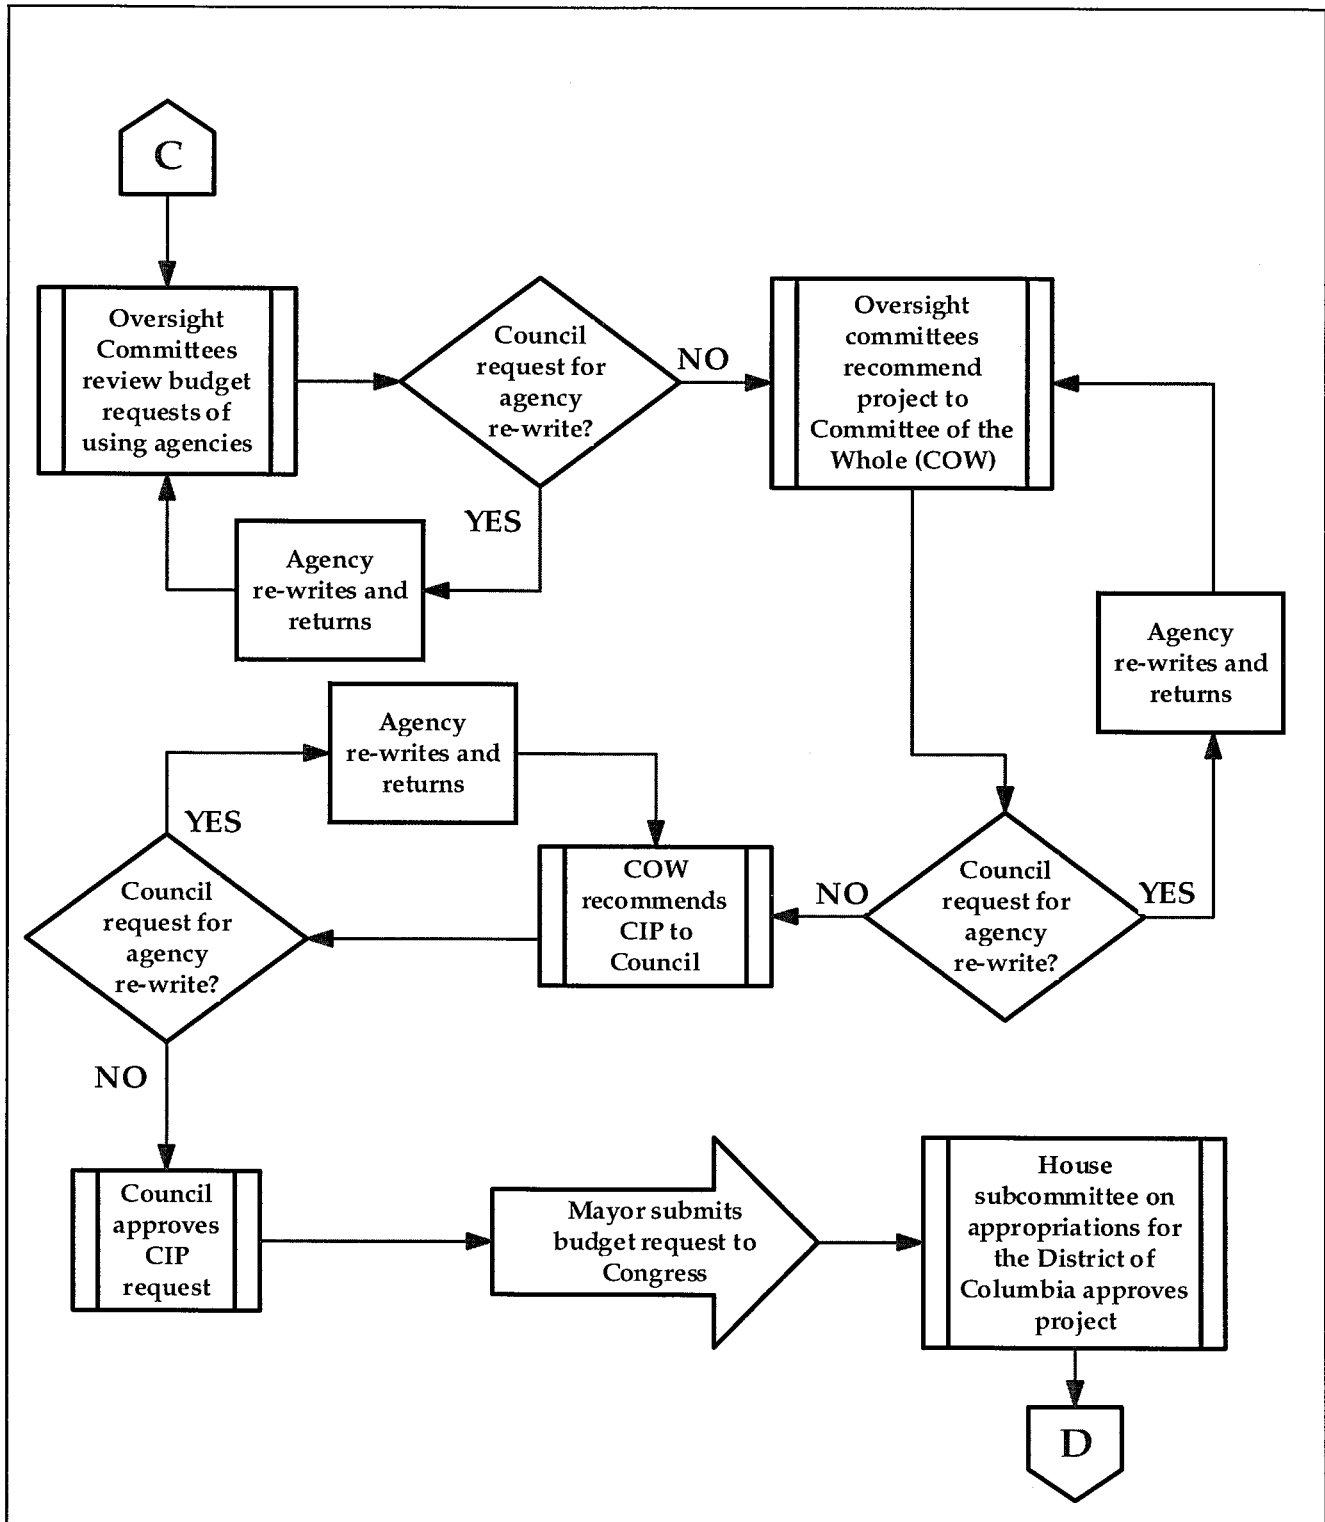 C
Oversight
Committees
review budget
requests of
using agencies
Council
request for
agency
re-write?
NO
YES
Oversight
committees
recommend
project to
Committee of the
Whole (COW)
Agency
re-writes and
returns
Agency
re-writes and
returns
Agency
re-writes and
returns
YES
Council
request for
agency
re-write?
NO
COW
recommends
CIP to
Council
NO
Council
request for
agency
re-write?
YES
Council
approves
CIP
request
Mayor submits
budget request to
Congress
House
subcommittee on
appropriations for
the District of
Columbia approves
project
D